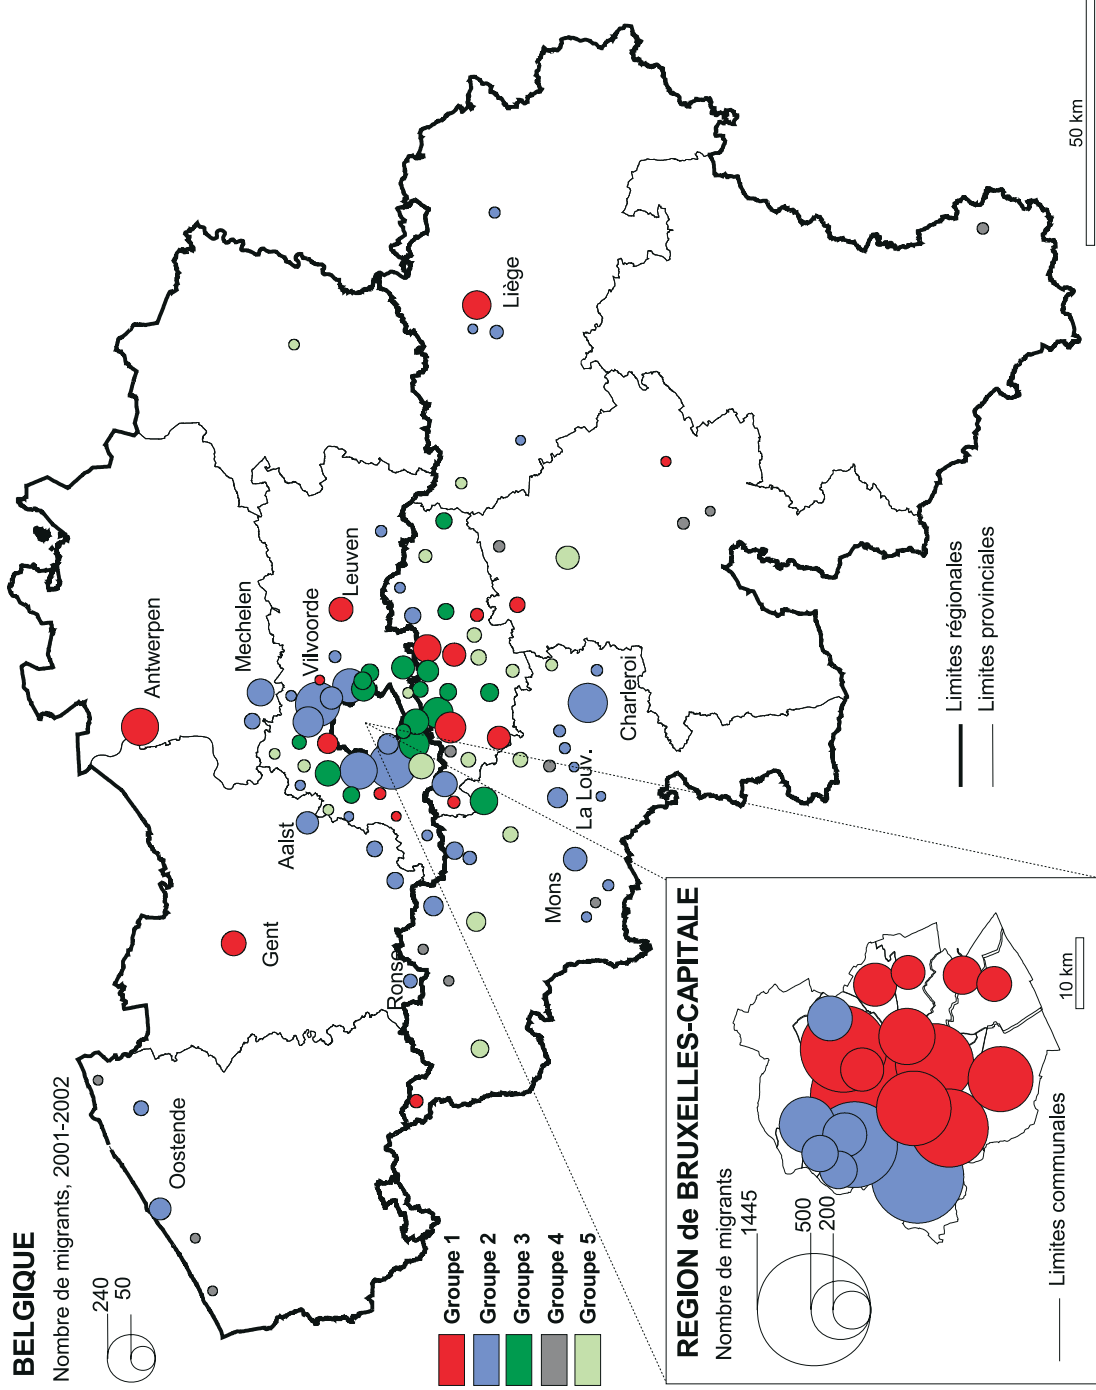 BELGIQUE
Nombre de migrants, 2001-2002
240
50
Oostende
Gent
Antwerpen
Mechelen
Vilvoorde
Leuven
Aalst
Ronse
Liège
Mons
La Louv.
Charleroi
Groupe 1
Groupe 2
Groupe 3
Groupe 4
Groupe 5
Limites régionales
Limites provinciales
50 km
REGION de BRUXELLES-CAPITALE
Nombre de migrants
1445
500
200
Limites communales
10 km